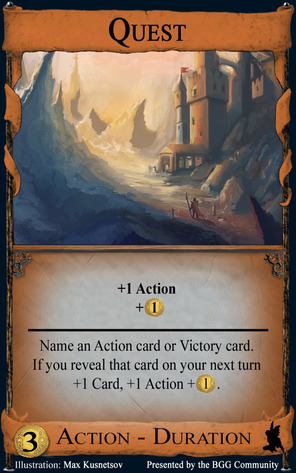 QUEST
+1 Action
+1
Name an Action card or Victory card.
If you reveal that card on your next turn
+1 Card, +1 Action +1.
3 ACTION - DURATION
Illustration: Max Kusnetsov Presented by the BGG Community